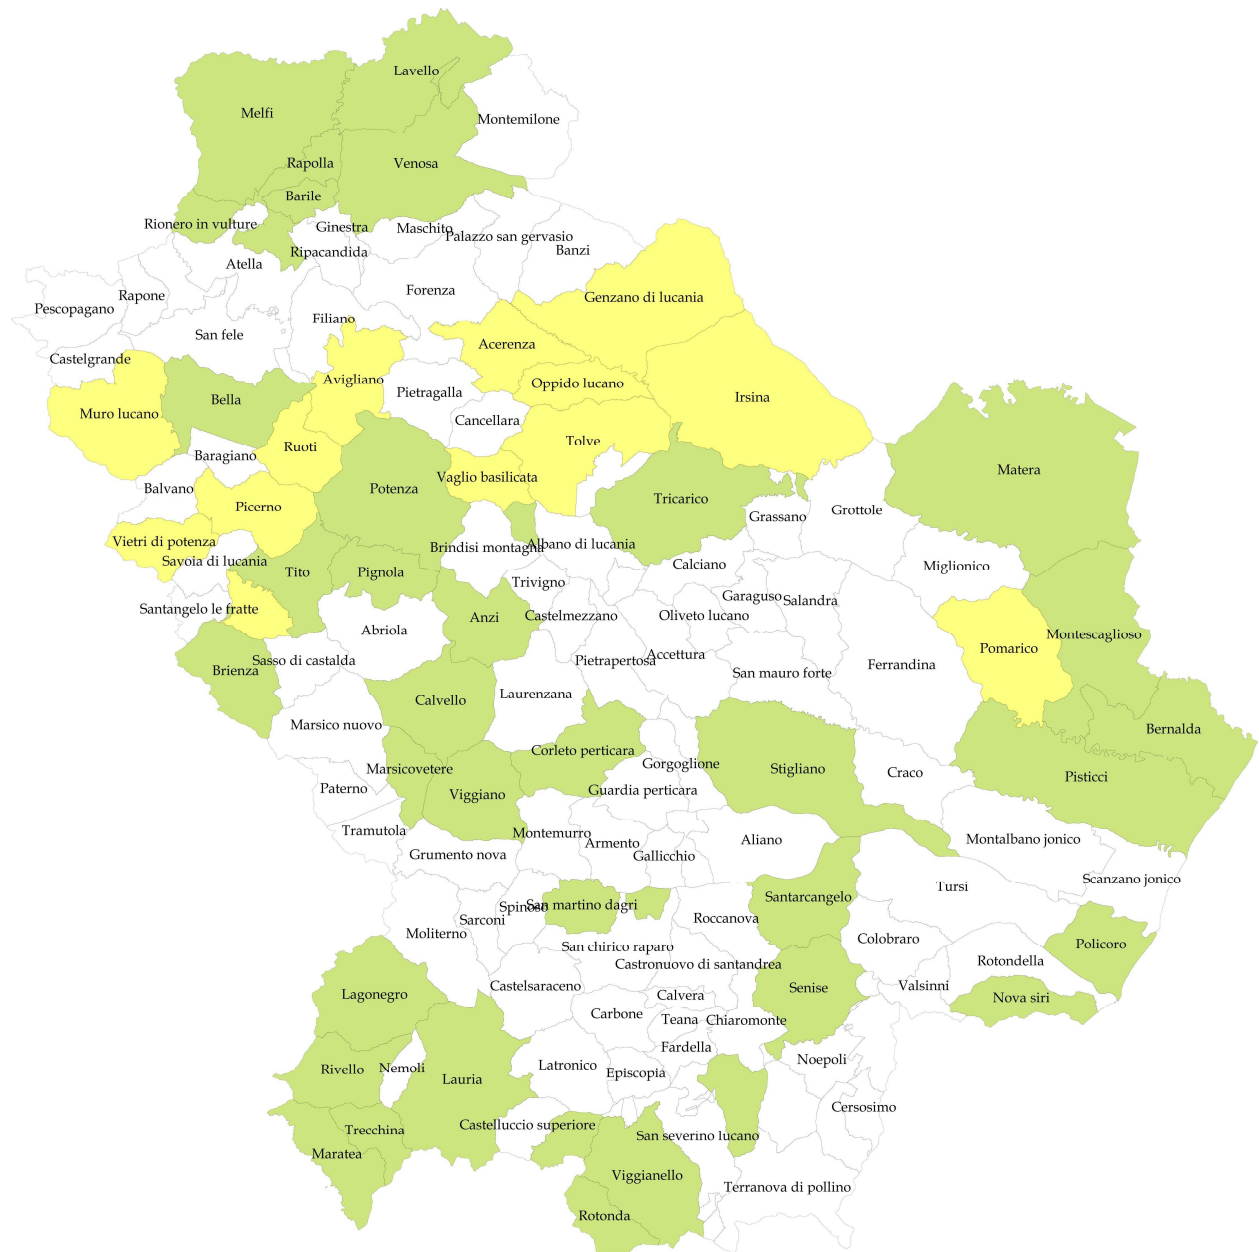 Lavello
Melfi
Montemilone
Rapolla
Venosa
Barile
Rionero in vulture
Ginestra
Maschito
Palazzo san gervasio
Ripacandida
Banzi
Atella
Forenza
Genzano di lucania
Rapone
Pescopagano
Filiano
San fele
Acerenza
Castelgrande
Avigliano
Oppido lucano
Pietragalla
Irsina
Bella
Muro lucano
Cancellara
Ruoti
Tolve
Baragiano
Matera
Vaglio basilicata
Balvano
Potenza
Tricarico
Picerno
Grottole
Grassano
Vietri di potenza
Albano di lucania
Brindisi montagna
Savoia di lucania
Calciano
Miglionico
Tito
Pignola
Trivigno
Garaguso
Salandra
Santangelo le fratte
Castelmezzano
Oliveto lucano
Anzi
Abriola
Montescaglioso
Pomarico
Accettura
Sasso di castalda
Pietrapertosa
Ferrandina
Brienza
San mauro forte
Laurenzana
Calvello
Marsico nuovo
Bernalda
Corleto perticara
Gorgoglione
Marsicovetere
Stigliano
Craco
Pisticci
Paterno
Viggiano
Guardia perticara
Tramutola
Montemurro
Armento
Aliano
Montalbano jonico
Grumento nova
Gallicchio
Scanzano jonico
Tursi
Santarcangelo
San martino dagri
Spinoso
Sarconi
Roccanova
Moliterno
Colobraro
Policoro
San chirico raparo
Rotondella
Castronuovo di santandrea
Castelsaraceno
Valsinni
Senise
Lagonegro
Calvera
Nova siri
Carbone
Teana
Chiaromonte
Fardella
Noepoli
Latronico
Nemoli
Rivello
Episcopia
Lauria
Cersosimo
Castelluccio superiore
Trecchina
San severino lucano
Maratea
Viggianello
Terranova di pollino
Rotonda